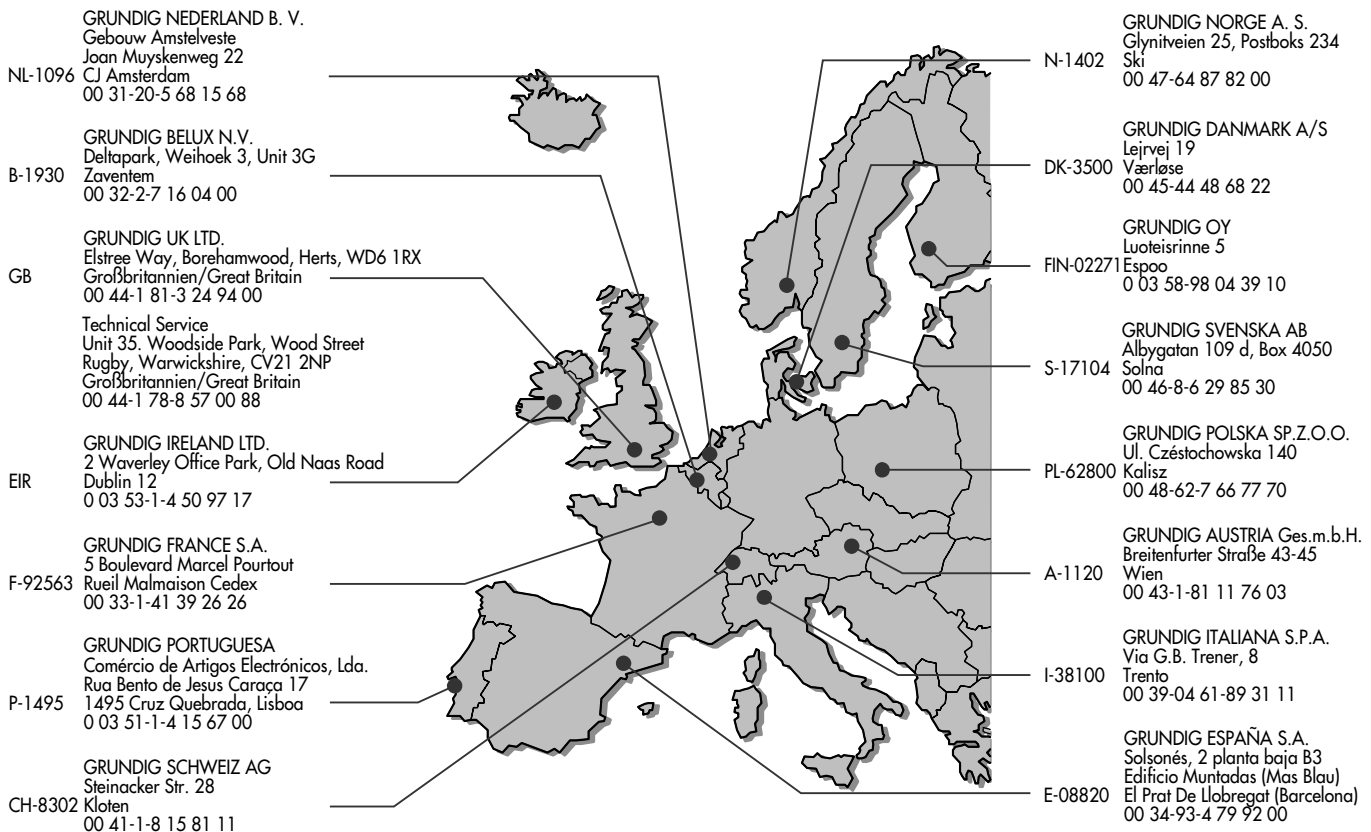 GRUNDIG NEDERLAND B. V.
Gebouw Amstelveste
Joan Muyskenweg 22
NL-1096 CJ Amsterdam
00 31-20-5 68 15 68
GRUNDIG BELUX N.V.
Deltapark, Weihoek 3, Unit 3G
B-1930 Zaventem
00 32-2-7 16 04 00
GRUNDIG UK LTD.
Elstree Way, Borehamwood, Herts, WD6 1RX
GB Großbritannien/Great Britain
00 44-1 81-3 24 94 00
Technical Service
Unit 35. Woodside Park, Wood Street
Rugby, Warwickshire, CV21 2NP
Großbritannien/Great Britain
00 44-1 78-8 57 00 88
GRUNDIG IRELAND LTD.
2 Waverley Office Park, Old Naas Road
EIR Dublin 12
0 03 53-1-4 50 97 17
GRUNDIG FRANCE S.A.
5 Boulevard Marcel Pourtout
F-92563 Rueil Malmaison Cedex
00 33-1-41 39 26 26
GRUNDIG PORTUGUESA
Comércio de Artigos Electrónicos, Lda.
Rua Bento de Jesus Caraça 17
P-1495 1495 Cruz Quebrada, Lisboa
0 03 51-1-4 15 67 00
GRUNDIG SCHWEIZ AG
Steinacker Str. 28
CH-8302 Kloten
00 41-1-8 15 81 11
GRUNDIG NORGE A. S.
Glynitveien 25, Postboks 234
N-1402 Ski
00 47-64 87 82 00
GRUNDIG DANMARK A/S
Lejrvej 19
DK-3500 Værløse
00 45-44 48 68 22
GRUNDIG OY
Luoteisrinne 5
FIN-02271 Espoo
0 03 58-98 04 39 10
GRUNDIG SVENSKA AB
Albygatan 109 d, Box 4050
S-17104 Solna
00 46-8-6 29 85 30
GRUNDIG POLSKA SP.Z.O.O.
Ul. Czéstochowska 140
PL-62800 Kalisz
00 48-62-7 66 77 70
GRUNDIG AUSTRIA Ges.m.b.H.
Breitenfurter Straße 43-45
A-1120 Wien
00 43-1-81 11 76 03
GRUNDIG ITALIANA S.P.A.
Via G.B. Trener, 8
I-38100 Trento
00 39-04 61-89 31 11
GRUNDIG ESPAÑA S.A.
Solsonés, 2 planta baja B3
Edificio Muntadas (Mas Blau)
E-08820 El Prat De Llobregat (Barcelona)
00 34-93-4 79 92 00